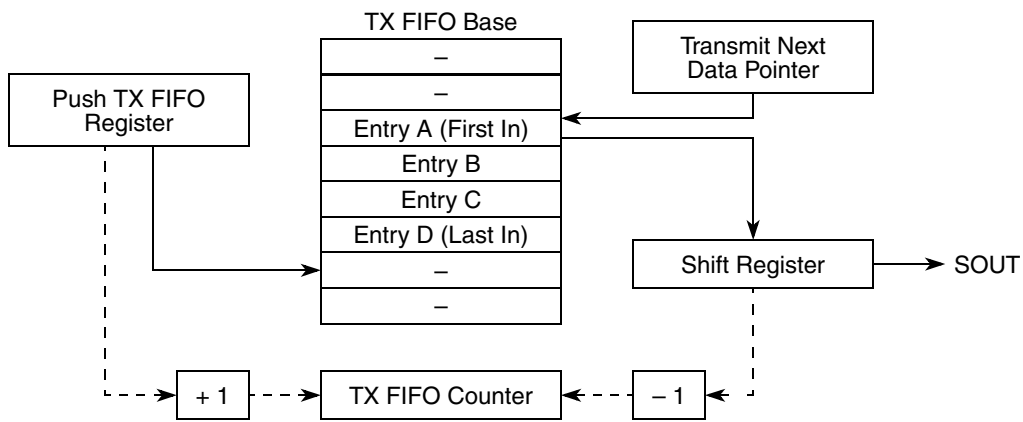 TX FIFO Base
–
–
Entry A (First In)
Entry B
Entry C
Entry D (Last In)
–
–
Push TX FIFO
Register
Transmit Next
Data Pointer
Shift Register
SOUT
+ 1
TX FIFO Counter
– 1